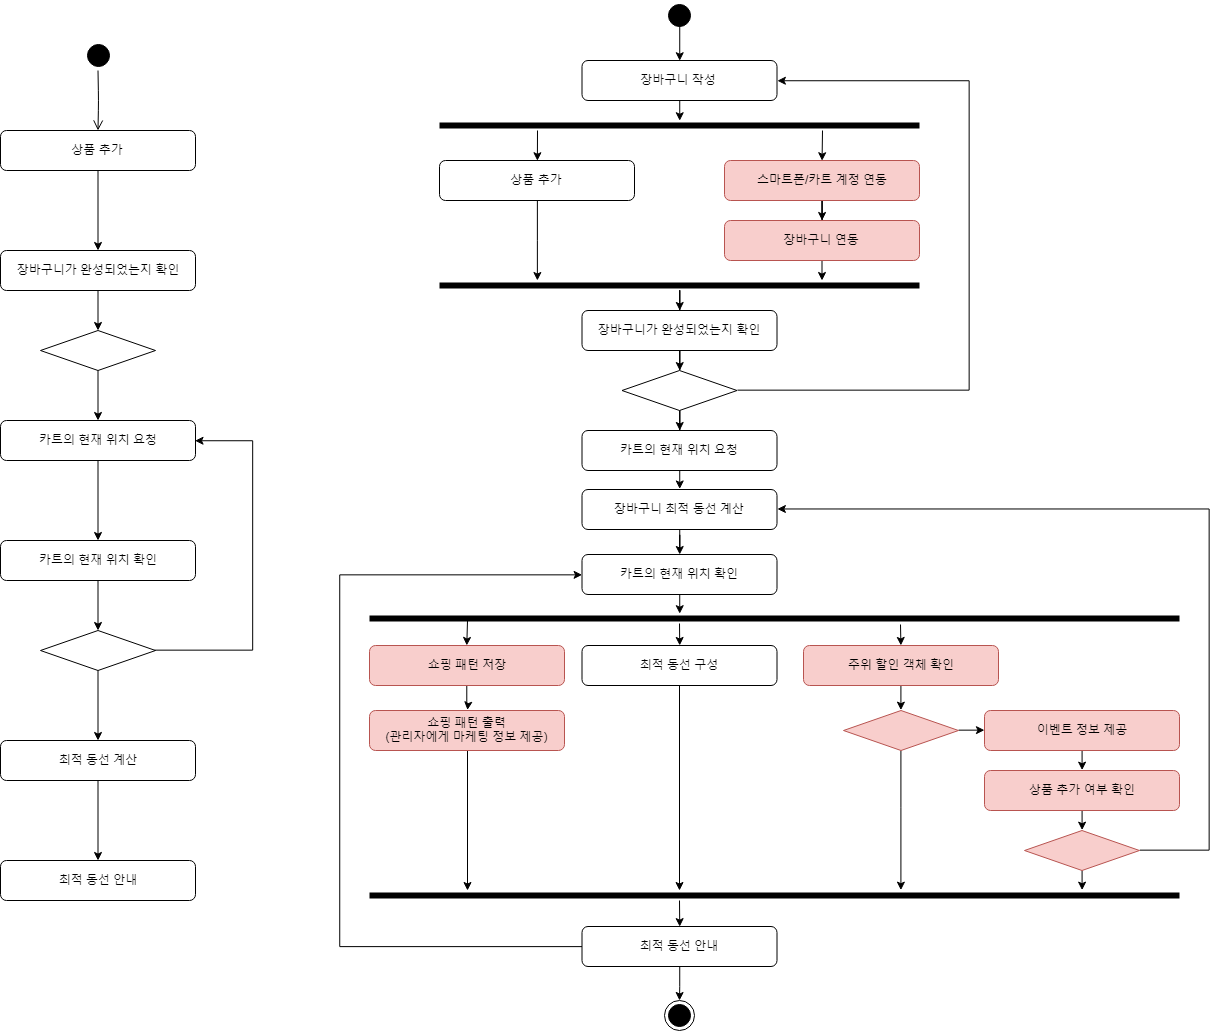 상품 추가
장바구니가 완성되었는지 확인
카트의 현재 위치 요청
카트의 현재 위치 확인
최적 동선 계산
최적 동선 안내
장바구니 작성
상품 추가
스마트폰/카트 계정 연동
장바구니 연동
장바구니가 완성되었는지 확인
카트의 현재 위치 요청
장바구니 최적 동선 계산
카트의 현재 위치 확인
쇼핑 패턴 저장
최적 동선 구성
주위 할인 객체 확인
쇼핑 패턴 출력
(관리자에게 마케팅 정보 제공)
이벤트 정보 제공
상품 추가 여부 확인
최적 동선 안내